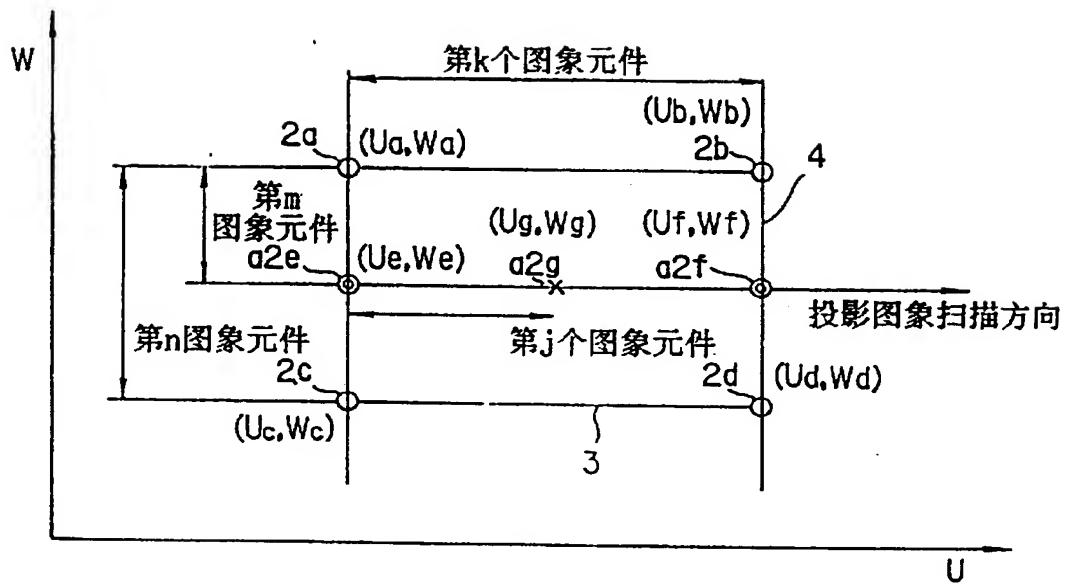 W
第k个图象元件
(Ub,Wb)
2a
(Ua,Wa)
2b
4
第m
图象元件
(Ug,Wg)
(Uf,Wf)
a2e
(Ue,We)
a2g
a2f
投影图象扫描方向
第n图象元件
第j个图象元件
2c
2d
(Ud,Wd)
(Uc,Wc)
3
U